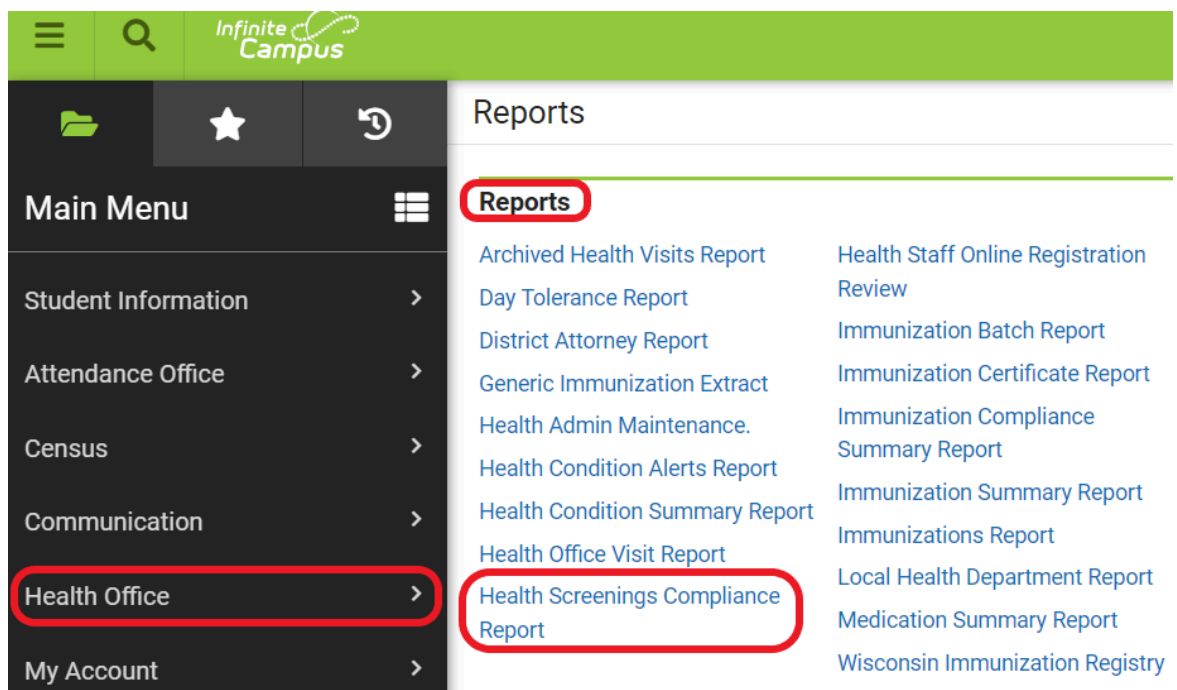 Infinite
Campus
Main Menu
Student Information
Attendance Office
Census
Communication
Health Office
My Account
Reports
Reports
Archived Health Visits Report
Day Tolerance Report
District Attorney Report
Generic Immunization Extract
Health Admin Maintenance.
Health Condition Alerts Report
Health Condition Summary Report
Health Office Visit Report
Health Screenings Compliance
Report
Health Staff Online Registration
Review
Immunization Batch Report
Immunization Certificate Report
Immunization Compliance
Summary Report
Immunization Summary Report
Immunizations Report
Local Health Department Report
Medication Summary Report
Wisconsin Immunization Registry